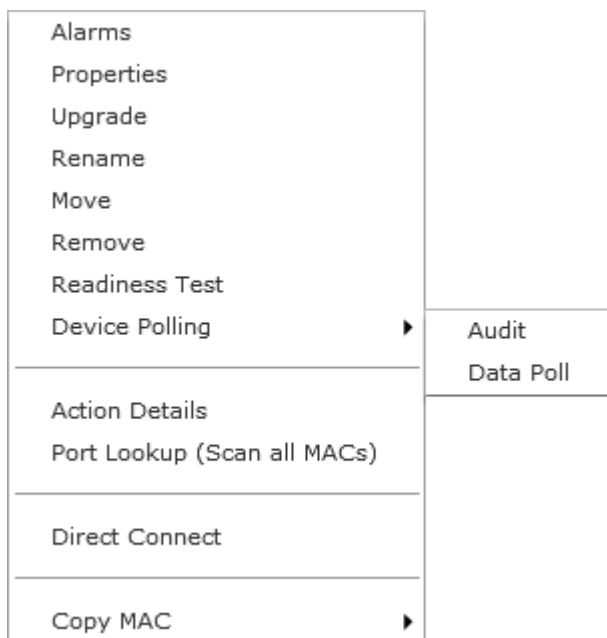 Alarms
Properties
Upgrade
Rename
Move
Remove
Readiness Test
Device Polling
Audit
Data Poll
Action Details
Port Lookup (Scan all MACs)
Direct Connect
Copy MAC